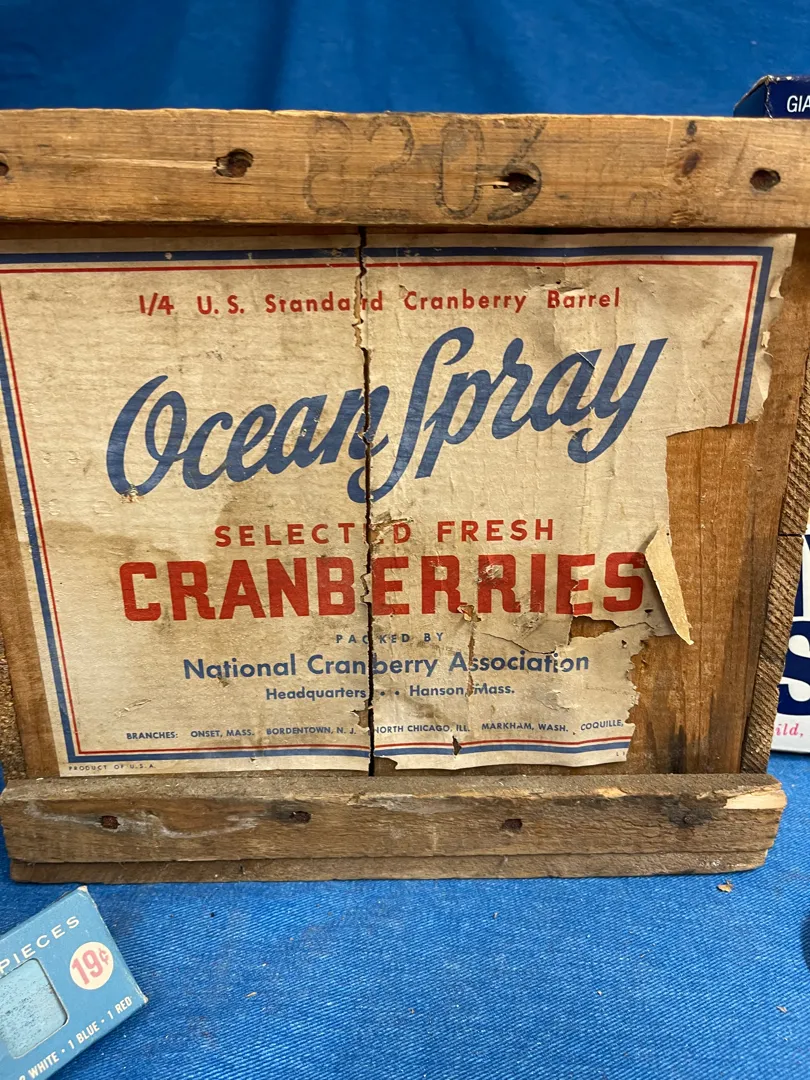 GIA
8203
1/4 U.S. Standard Cranberry Barrel
Ocean Spray
SELECTED FRESH
CRANBERRIES
PACKED BY
National Cranberry Association
Headquarters • • Hanson, Mass.
BRANCHES: ONSET, MASS. BORDENTOWN, N. J. NORTH CHICAGO, ILL. MARKHAM, WASH. COQUILLE,
PRODUCT OF U.S.A.
ild,
PIECES
19¢
WHITE • 1 BLUE • 1 RED